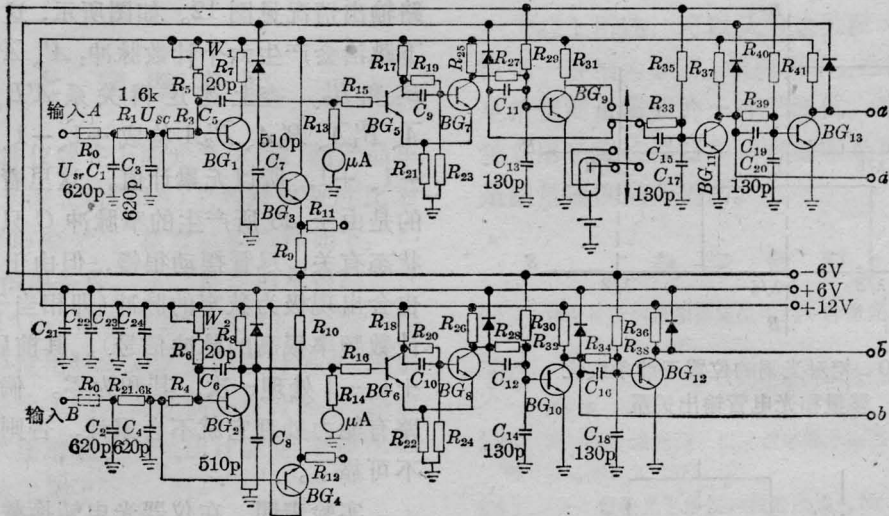 W₁
R₅
20p
R₇
R₁₇
R₁₉
R₂₅
R₂₇
R₂₉
R₃₁
R₃₅
R₃₇
R₄₀
R₄₁
输入A
1.6k
R₀
R₁
Uₛᵣ
U_SC
R₃
C₅
BG₁
510p
C₇
R₁₅
R₁₃
μA
BG₅
C₉
BG₇
C₁₁
BG₉
R₃₃
C₁₅
BG₁₁
R₃₉
C₁₉
BG₁₃
a
ā
C₁
620p
C₃
620p
BG₃
R₁₁
R₉
R₂₁
R₂₃
C₁₃
130p
130p
C₁₇
130p
C₂₀
-6V
+6V
+12V
C₂₁
C₂₂
C₂₃
C₂₄
W₂
R₆
20p
R₈
R₁₀
R₁₈
R₂₀
R₂₆
R₂₈
R₃₀
R₃₂
R₃₄
R₃₆
R₃₈
b̄
输入B
R₀
R₂
1.6k
R₄
C₆
BG₂
R₁₆
R₁₄
μA
BG₆
C₁₀
BG₈
C₁₂
BG₁₀
C₁₆
BG₁₂
b
C₂
620p
C₄
620p
510p
C₈
R₁₂
BG₄
R₂₂
R₂₄
C₁₄
130p
C₁₈
130p